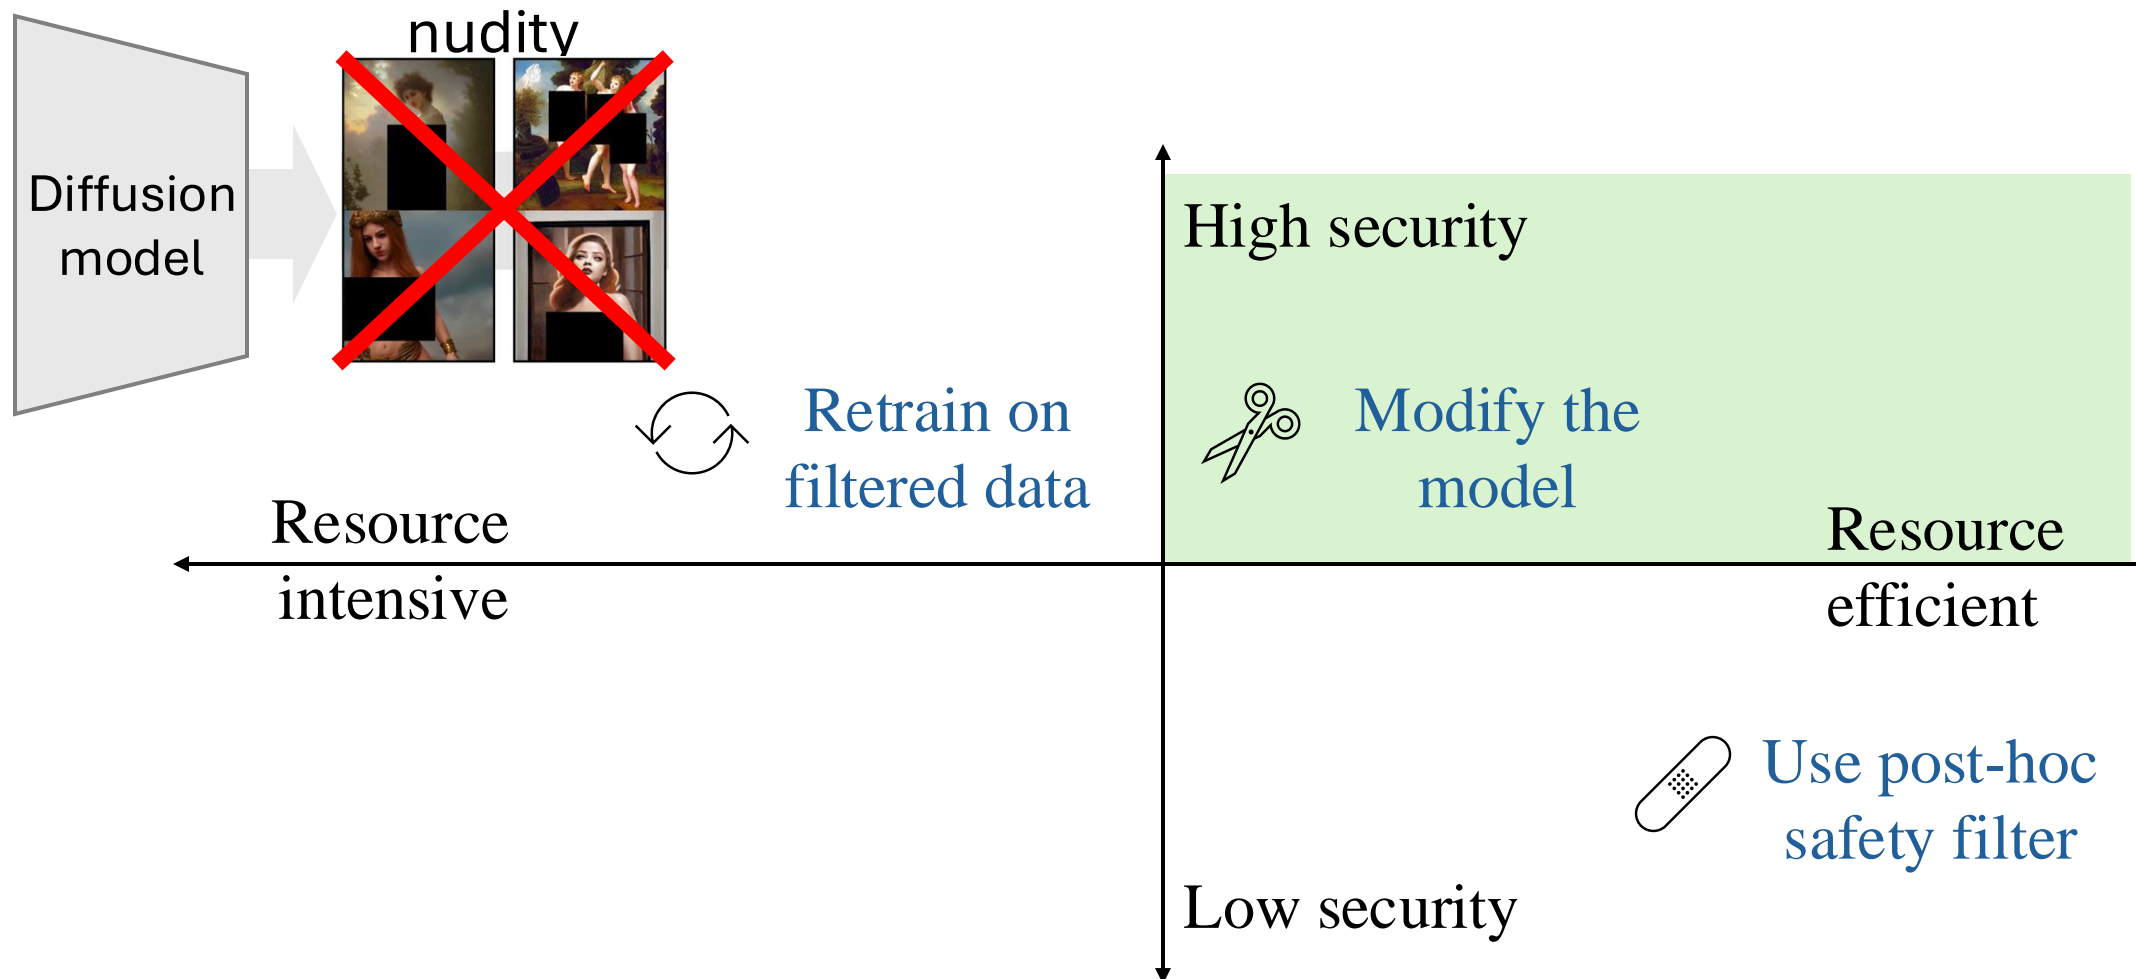 nudity
Diffusion
model
High security
Retrain on
filtered data
Modify the
model
Resource
intensive
Resource
efficient
Use post-hoc
safety filter
Low security